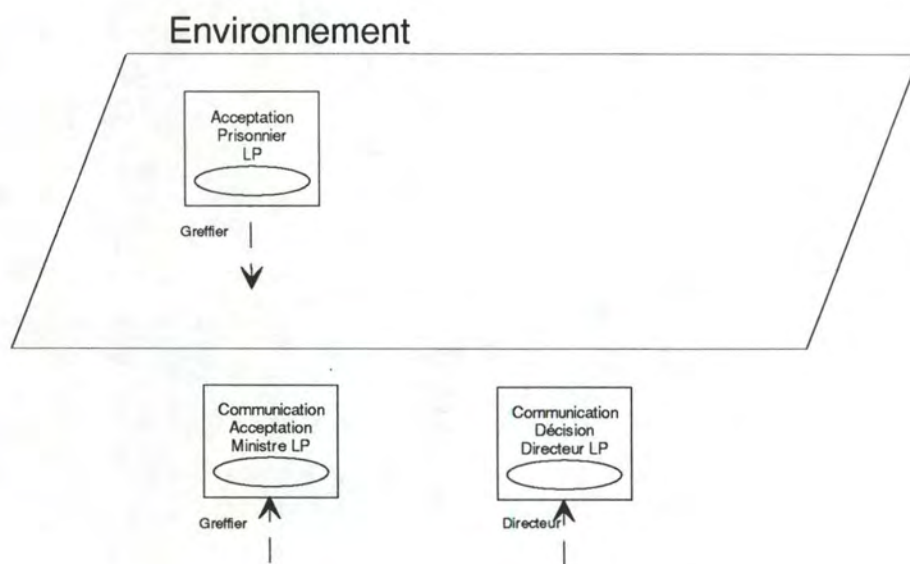 Environnement
Acceptation
Prisonnier
LP
Greffier
Communication
Acceptation
Ministre LP
Greffier
Communication
Décision
Directeur LP
Directeur